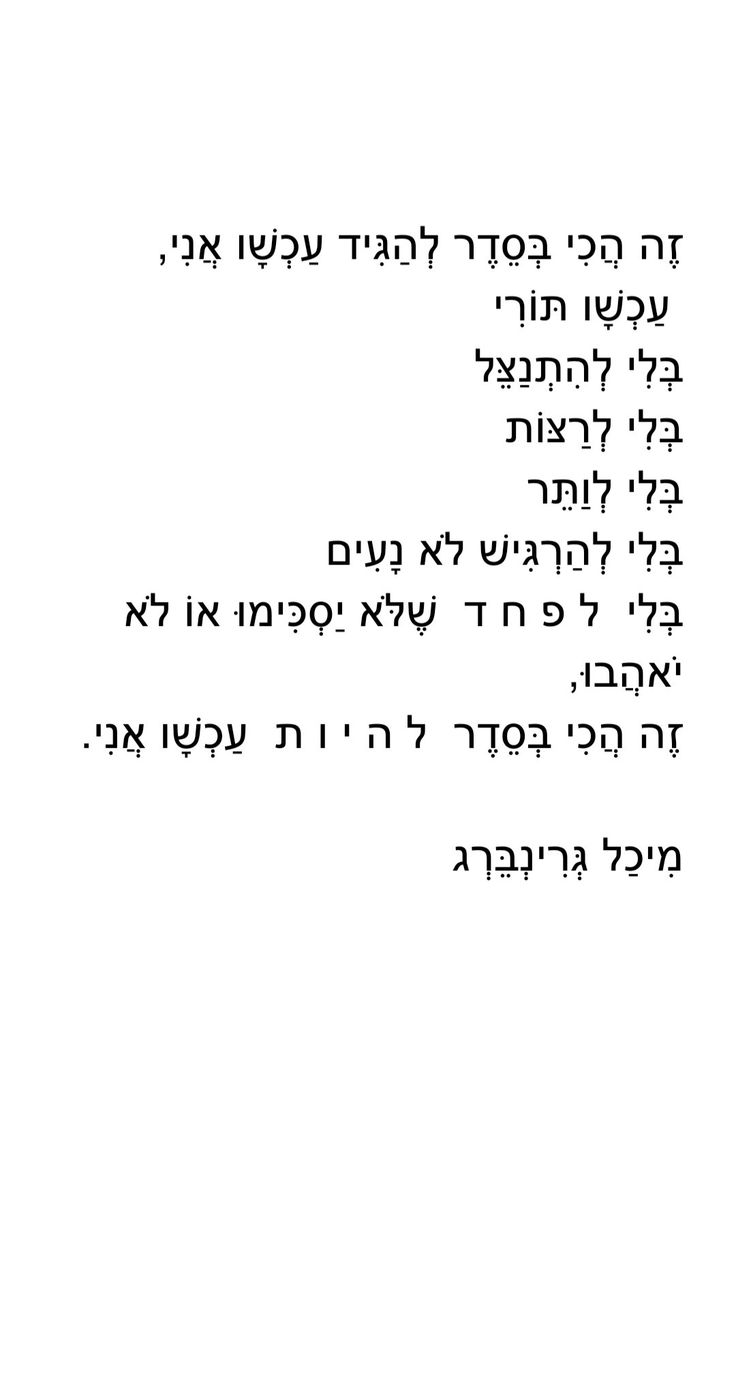 זֶה הֲכִי בְּסֵדֶר לְהַגִּיד עַכְשָׁו אֲנִי,
עַכְשָׁו תּוֹרִי
בְּלִי לְהִתְנַצֵּל
בְּלִי לְרַצּוֹת
בְּלִי לְוַתֵּר
בְּלִי לְהַרְגִּישׁ לֹא נָעִים
בְּלִי ל פ ח ד שֶׁלֹּא יַסְכִּימוּ אוֹ לֹא
יֹאהֲבוּ,
זֶה הֲכִי בְּסֵדֶר ל ה י ו ת עַכְשָׁו אֲנִי.
מִיכַל גְּרִינְבֵּרְג